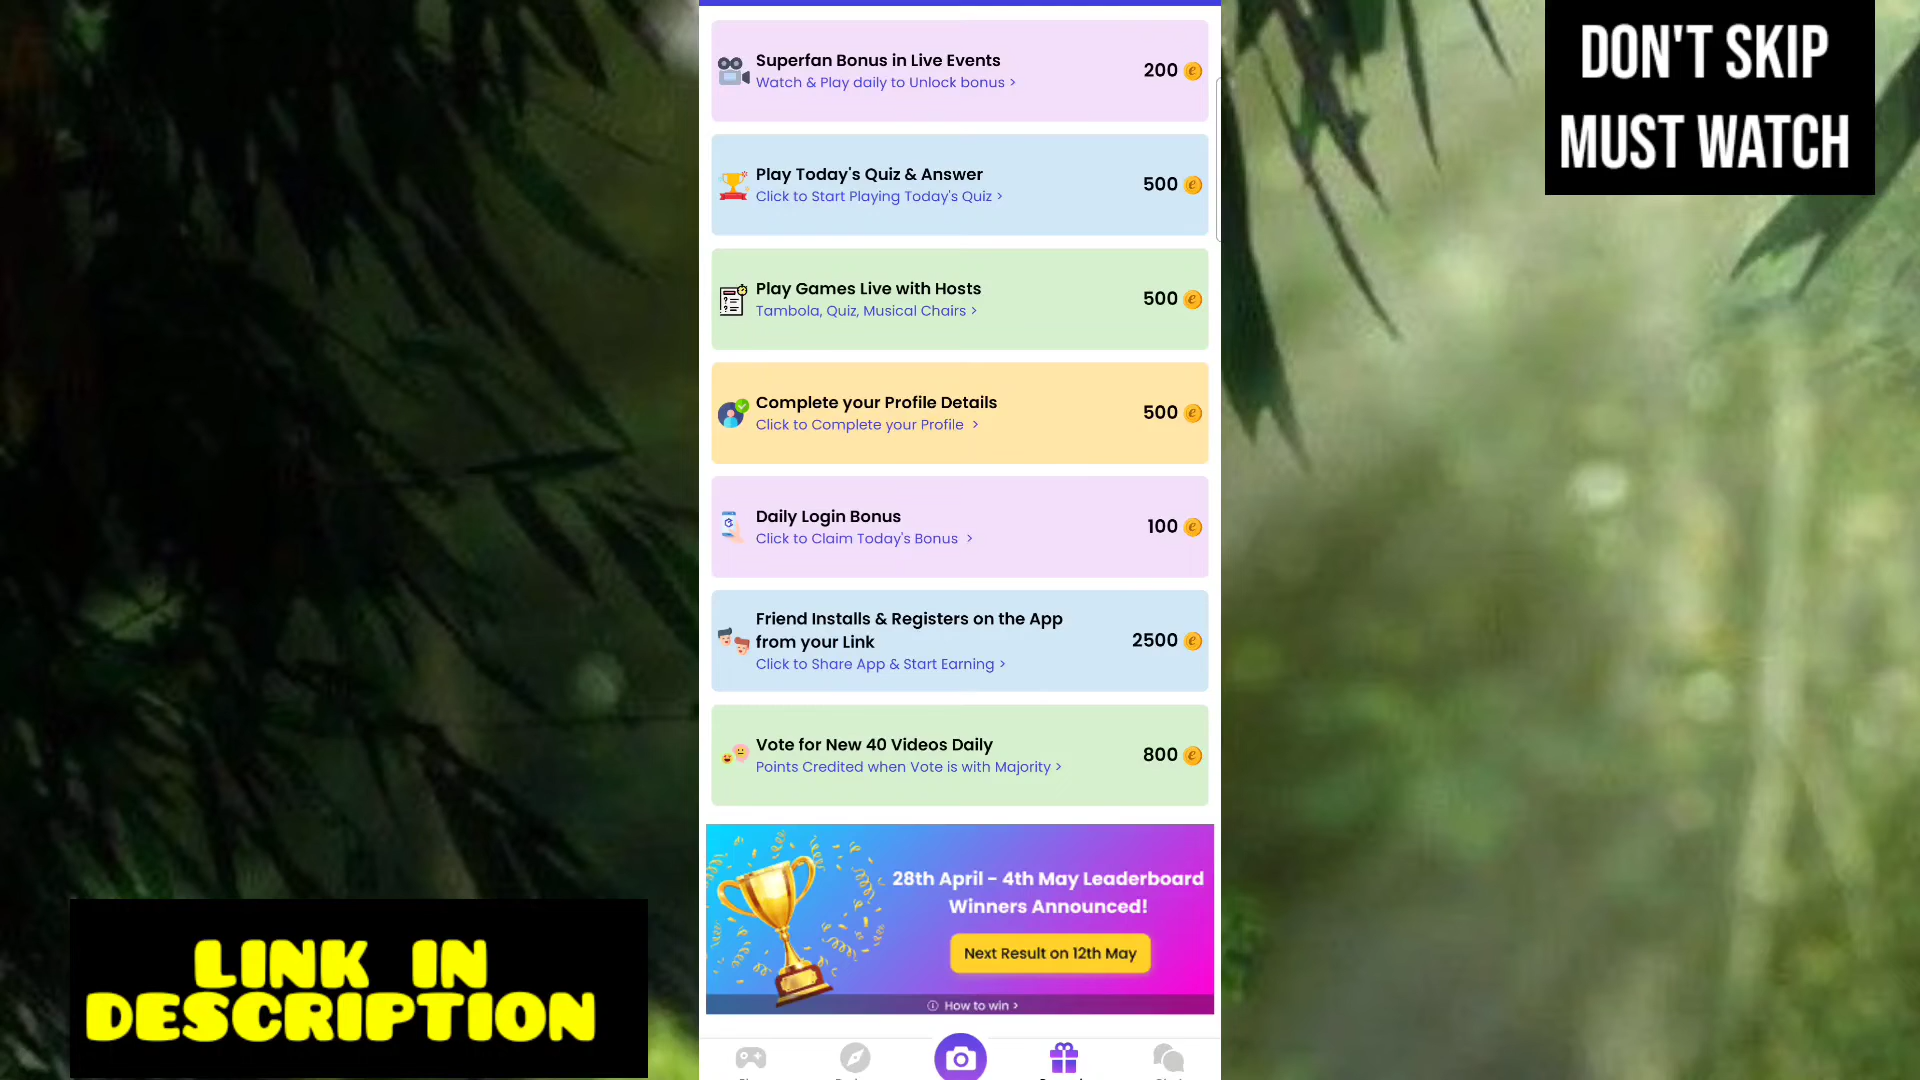 DON'T SKIP
MUST WATCH
Superfan Bonus in Live Events
Watch & Play daily to Unlock bonus >
200
Play Today's Quiz & Answer
Click to Start Playing Today's Quiz >
500
Play Games Live with Hosts
Tambola, Quiz, Musical Chairs >
500
Complete your Profile Details
Click to Complete your Profile >
500
Daily Login Bonus
Click to Claim Today's Bonus >
100
Friend Installs & Registers on the App
from your Link
Click to Share App & Start Earning >
2500
Vote for New 40 Videos Daily
Points Credited when Vote is with Majority >
800
28th April - 4th May Leaderboard
Winners Announced!
Next Result on 12th May
How to win >
LINK IN
DESCRIPTION